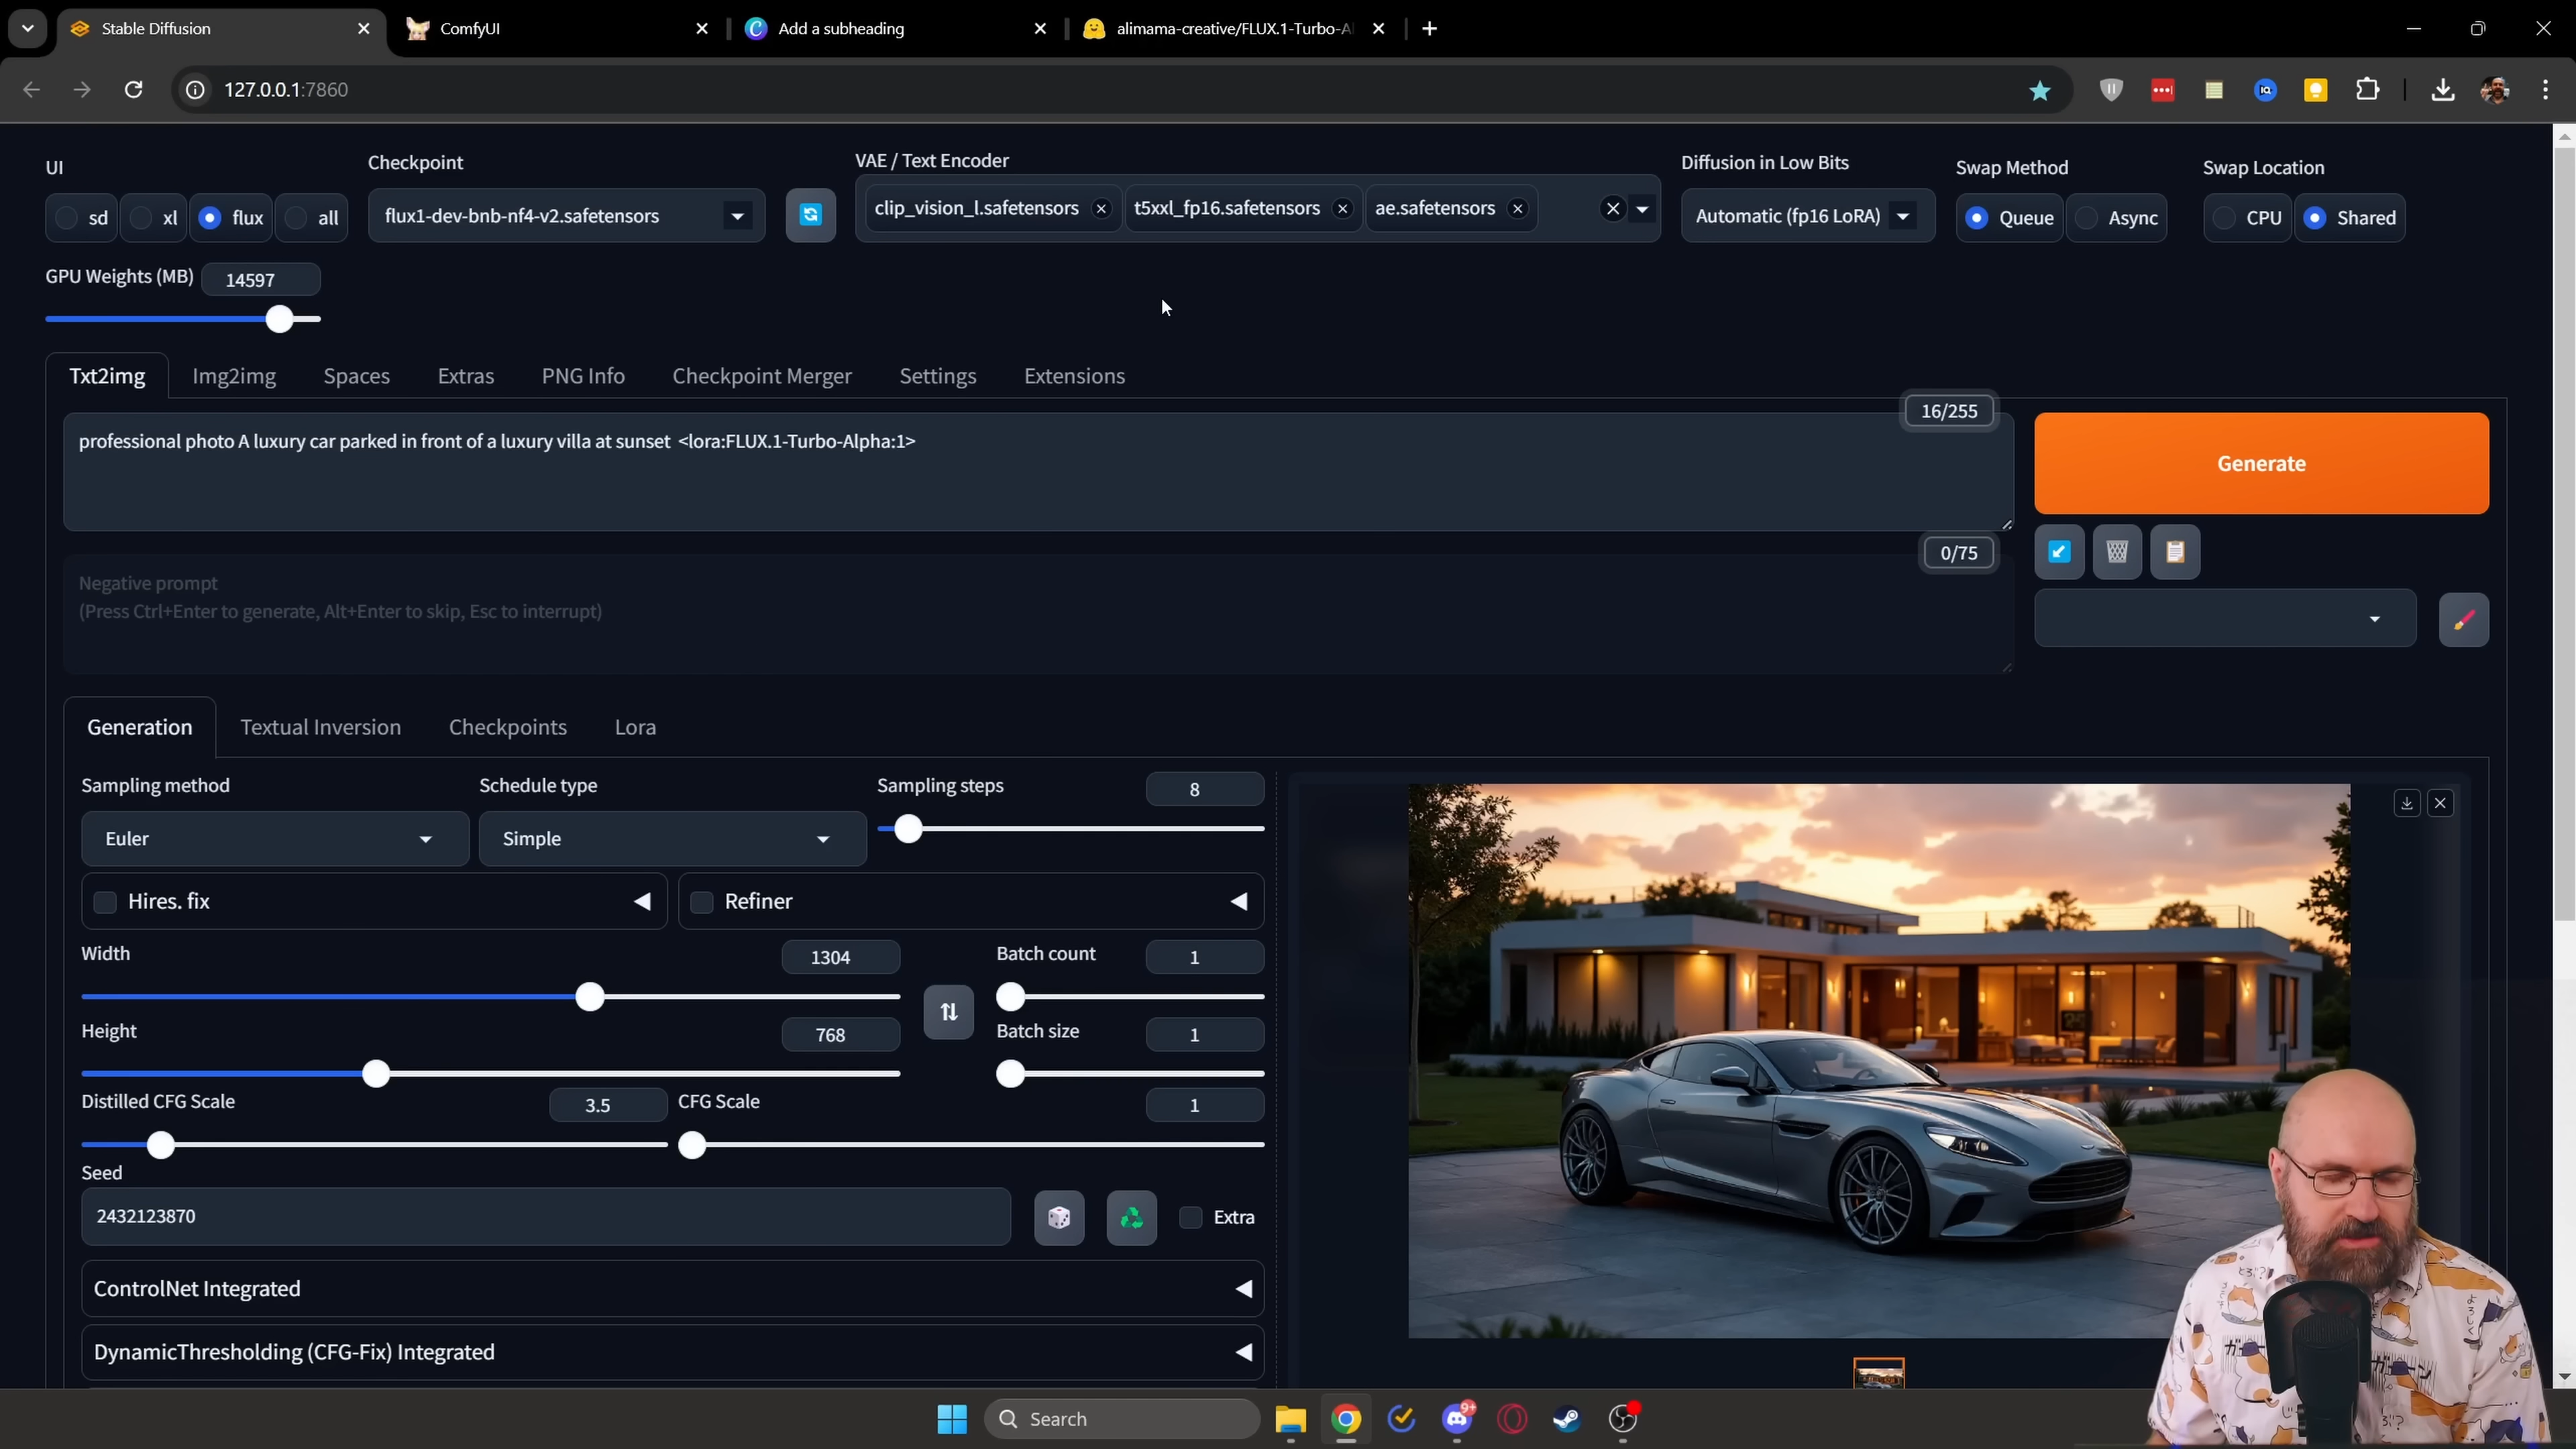 Stable Diffusion
ComfyUI
Add a subheading
alimama-creative/FLUX.1-Turbo-Al
127.0.0.1:7860
UI
sd
xl
flux
all
Checkpoint
flux1-dev-bnb-nf4-v2.safetensors
VAE / Text Encoder
clip_vision_l.safetensors
t5xxl_fp16.safetensors
ae.safetensors
Diffusion in Low Bits
Automatic (fp16 LoRA)
Swap Method
Queue
Async
Swap Location
CPU
Shared
GPU Weights (MB)
14597
Txt2img
Img2img
Spaces
Extras
PNG Info
Checkpoint Merger
Settings
Extensions
16/255
professional photo A luxury car parked in front of a luxury villa at sunset <lora:FLUX.1-Turbo-Alpha:1>
Generate
0/75
Negative prompt
(Press Ctrl+Enter to generate, Alt+Enter to skip, Esc to interrupt)
Generation
Textual Inversion
Checkpoints
Lora
Sampling method
Euler
Schedule type
Simple
Sampling steps
8
Hires. fix
Refiner
Width
1304
Height
768
Batch count
1
Batch size
1
Distilled CFG Scale
3.5
CFG Scale
1
Seed
2432123870
Extra
ControlNet Integrated
DynamicThresholding (CFG-Fix) Integrated
Search
9+